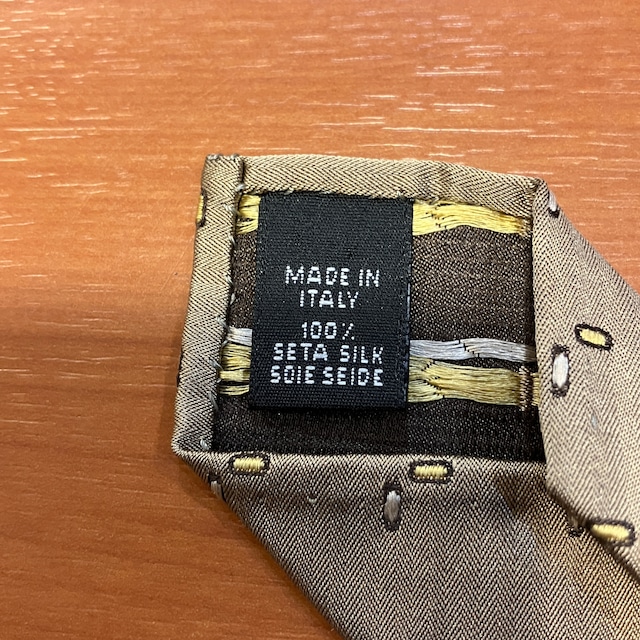 MADE IN
ITALY
100%
SETA SILK
SOIE SEIDE